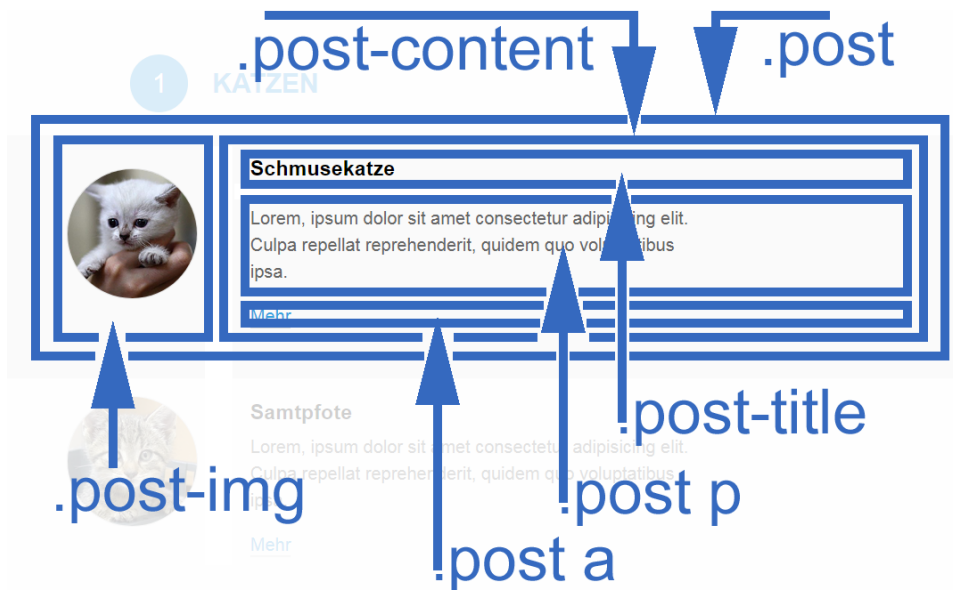 .post-content
.post
1
KATZEN
Schmusekatze
Lorem, ipsum dolor sit amet consectetur adipisicing elit.
Culpa repellat reprehenderit, quidem quo voluptatibus
ipsa.
Mehr
Samtpfote
.post-title
Lorem, ipsum dolor sit amet consectetur adipisicing elit.
Culpa repellat reprehenderit, quidem quo voluptatibus
ipsa.
.post-img
.post p
Mehr
.post a